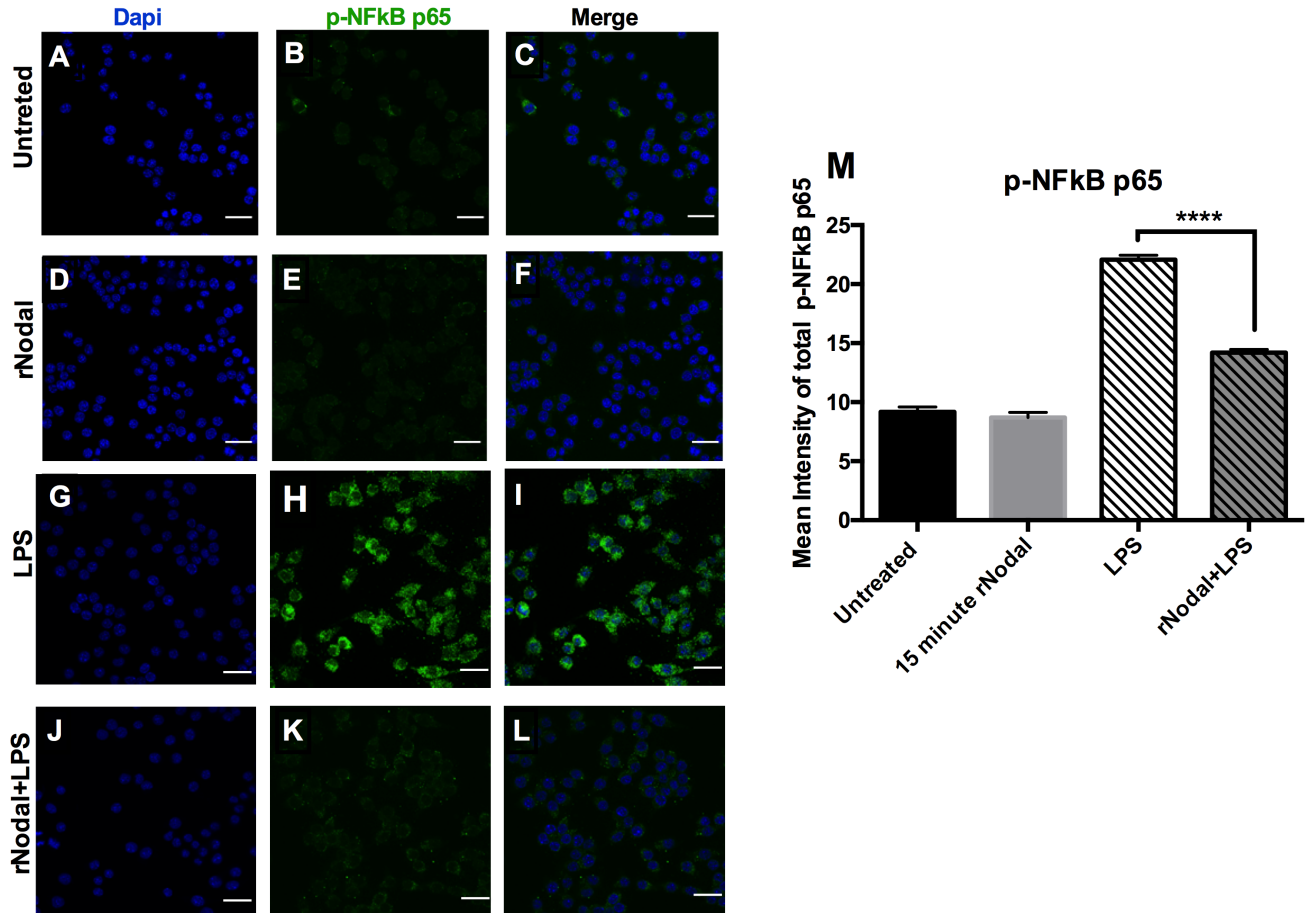 Dapi p-NFkB p65 Merge
Untreted
A B C
rNodal
D E F
LPS
G H I
rNodal+LPS
J K L
M
p-NFkB p65
****
Mean Intensity of total p-NFkB p65
25
20
15
10
5
0
Untreated
15 minute rNodal
LPS
rNodal+LPS